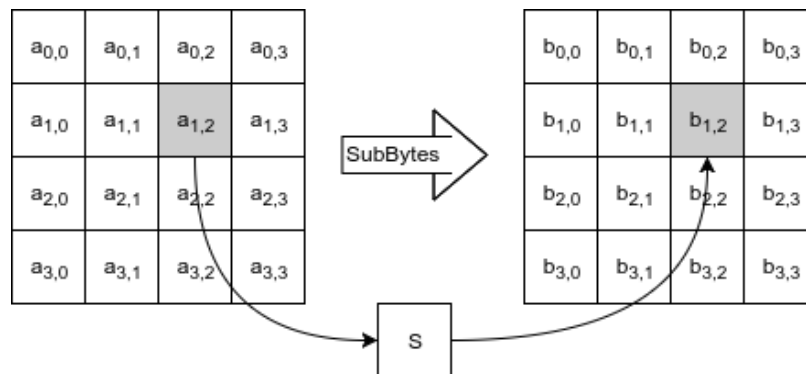 a0,0 a0,1 a0,2 a0,3 b0,0 b0,1 b0,2 b0,3
a1,0 a1,1 a1,2 a1,3 b1,0 b1,1 b1,2 b1,3
SubBytes
a2,0 a2,1 a2,2 a2,3 b2,0 b2,1 b2,2 b2,3
a3,0 a3,1 a3,2 a3,3 b3,0 b3,1 b3,2 b3,3
S